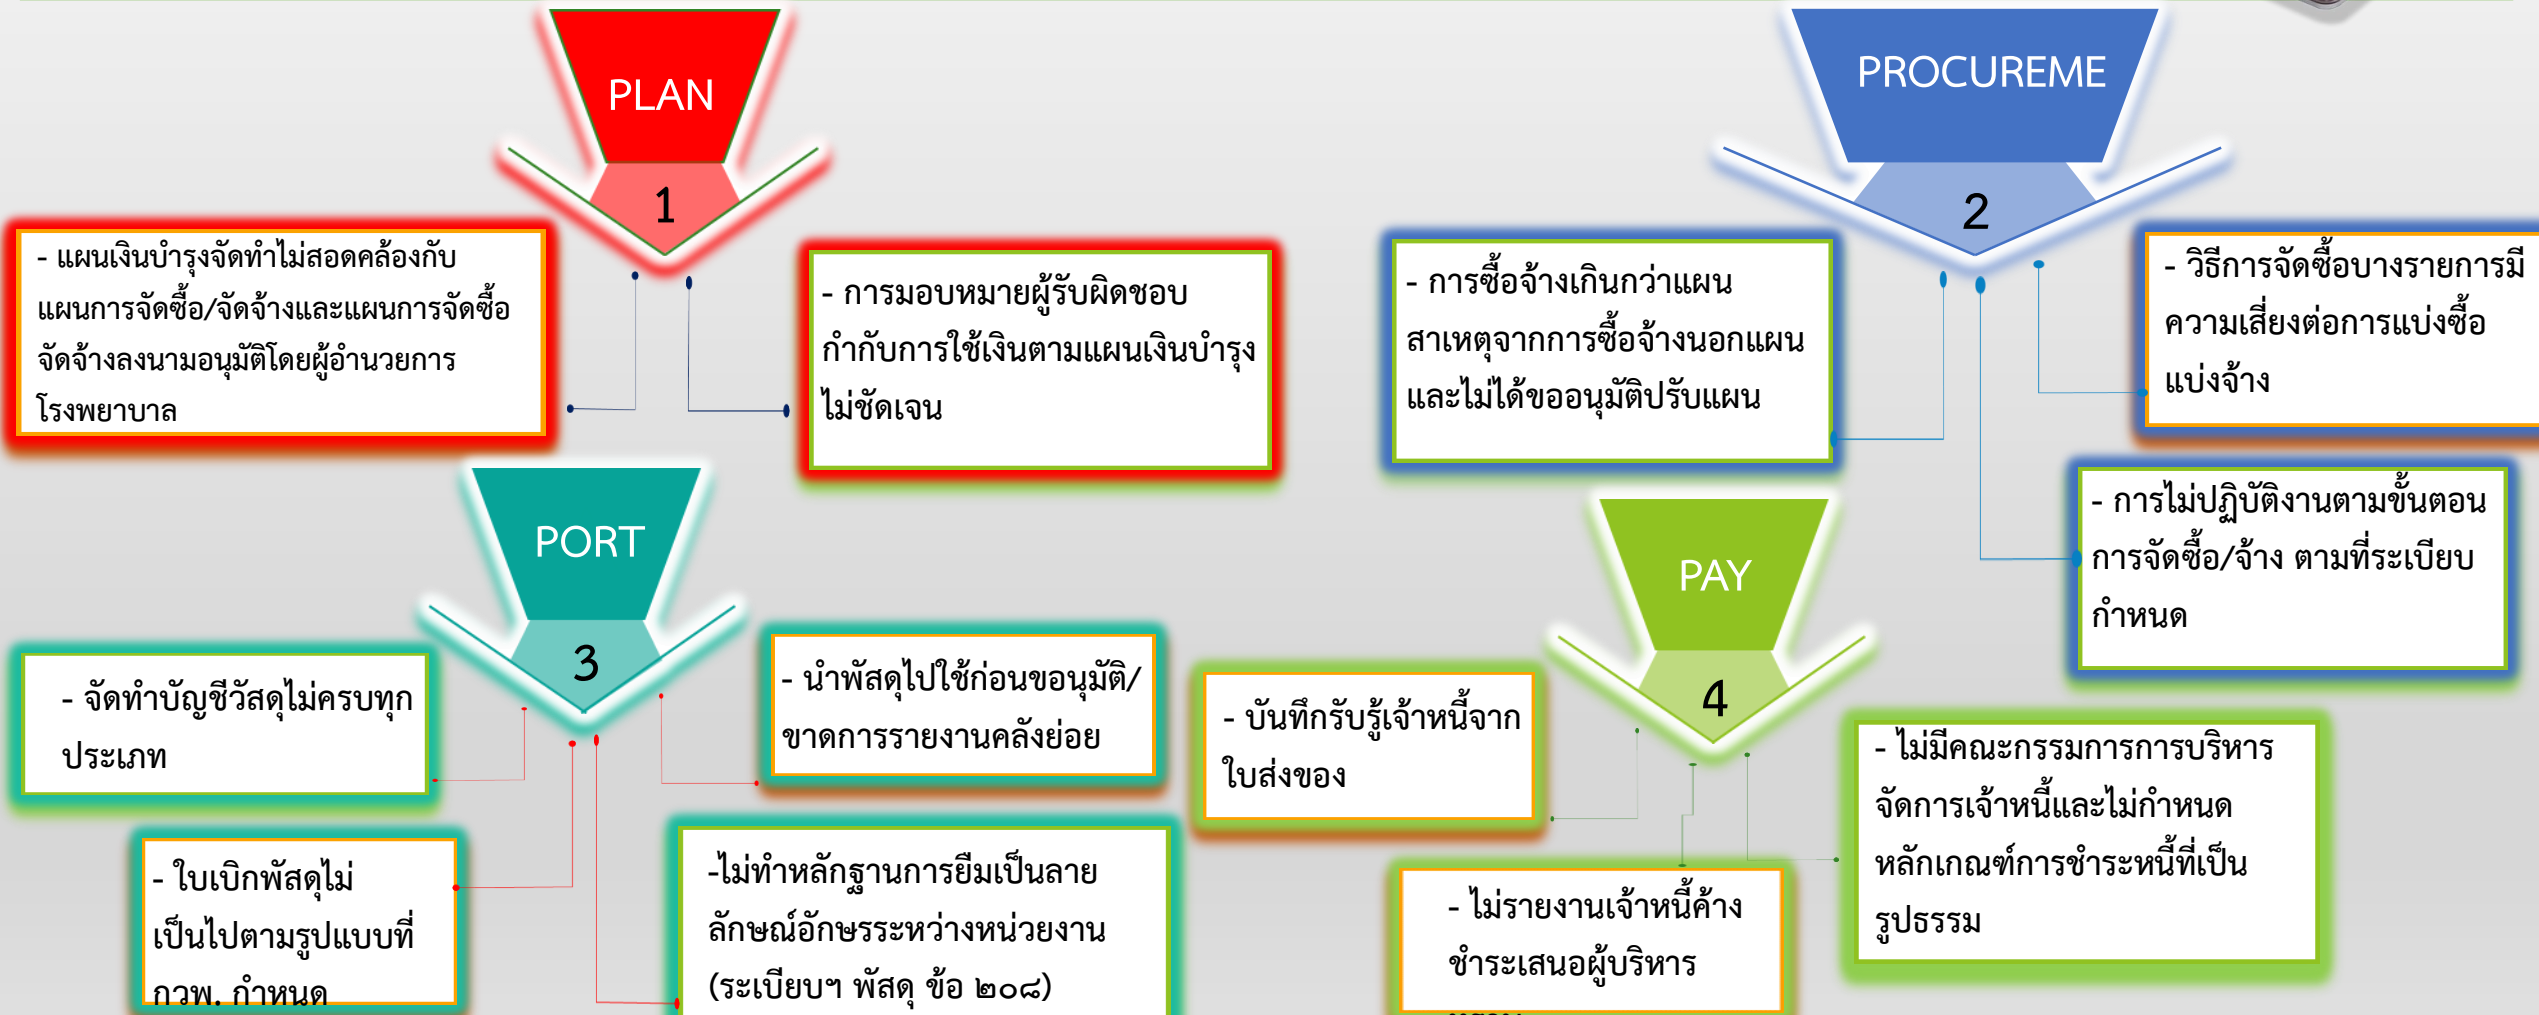 PLAN
1
- แผนเงินบำรุงจัดทำไม่สอดคล้องกับ
แผนการจัดซื้อ/จัดจ้างและแผนการจัดซื้อ
จัดจ้างลงนามอนุมัติโดยผู้อำนวยการ
โรงพยาบาล
- การมอบหมายผู้รับผิดชอบ
กำกับการใช้เงินตามแผนเงินบำรุง
ไม่ชัดเจน
PROCUREME
2
- การซื้อจ้างเกินกว่าแผน
สาเหตุจากการซื้อจ้างนอกแผน
และไม่ได้ขออนุมัติปรับแผน
- วิธีการจัดซื้อบางรายการมี
ความเสี่ยงต่อการแบ่งซื้อ
แบ่งจ้าง
- การไม่ปฏิบัติงานตามขั้นตอน
การจัดซื้อ/จ้าง ตามที่ระเบียบ
กำหนด
PORT
3
- จัดทำบัญชีวัสดุไม่ครบทุก
ประเภท
- นำพัสดุไปใช้ก่อนขอนุมัติ/
ขาดการรายงานคลังย่อย
- ใบเบิกพัสดุไม่
เป็นไปตามรูปแบบที่
กวพ. กำหนด
-ไม่ทำหลักฐานการยืมเป็นลาย
ลักษณ์อักษรระหว่างหน่วยงาน
(ระเบียบฯ พัสดุ ข้อ ๒๐๘)
PAY
4
- บันทึกรับรู้เจ้าหนี้จาก
ใบส่งของ
- ไม่มีคณะกรรมการการบริหาร
จัดการเจ้าหนี้และไม่กำหนด
หลักเกณฑ์การชำระหนี้ที่เป็น
รูปธรรม
- ไม่รายงานเจ้าหนี้ค้าง
ชำระเสนอผู้บริหาร